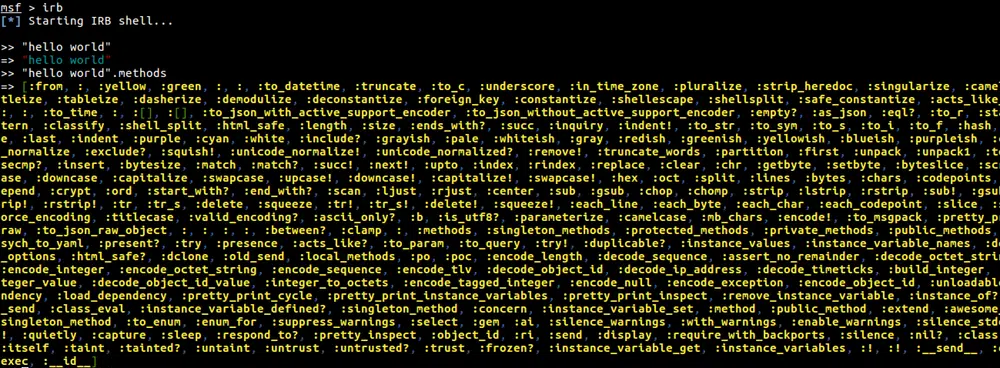 msf > irb
[*] Starting IRB shell...
>> "hello world"
=> "hello world"
>> "hello world".methods
=> [:from, :, :yellow, :green, :, :, :to_datetime, :truncate, :to_c, :underscore, :in_time_zone, :pluralize, :strip_heredoc, :singularize, :came
tleize, :tableize, :dasherize, :demodulize, :deconstantize, :foreign_key, :constantize, :shellescape, :shellsplit, :safe_constantize, :acts_like
:, :, :to_time, :, :[], :[] :to_json_with_active_support_encoder, :to_json_without_active_support_encoder, :empty?, :as_json, :eql?, :to_r, :sta
tern, :classify, :shell_split, :html_safe, :length, :size, :ends_with?, :succ, :inquiry, :indent!, :to_str, :to_sym, :to_s, :to_i, :to_f, :hash
e, :last, :indent, :purple, :cyan, :white, :include?, :grayish, :pale, :whiteish, :gray, :redish, :greenish, :yellowish, :blueish, :purpleish,
_normalize, :exclude?, :squish!, :unicode_normalize!, :unicode_normalized?, :remove!, :truncate_words, :partition, :first, :unpack, :unpack1, :to
secmp?, :insert, :bytesize, :match, :match?, :succ!, :next!, :upto, :index, :rindex, :replace, :clear, :chr, :getbyte, :setbyte, :byteslice, :sc
ase, :downcase, :capitalize, :swapcase, :upcase!, :downcase!, :capitalize!, :swapcase!, :hex, :oct, :split, :lines, :bytes, :chars, :codepoints,
epend, :crypt, :ord, :start_with?, :end_with?, :scan, :ljust, :rjust, :center, :sub, :gsub, :chop, :chomp, :strip, :lstrip, :rstrip, :sub!, :gsu
rip!, :rstrip!, :tr, :tr_s, :delete, :squeeze, :tr!, :tr_s!, :delete!, :squeeze!, :each_line, :each_byte, :each_char, :each_codepoint, :slice, :s
orce_encoding, :titlecase, :valid_encoding?, :ascii_only?, :b, :is_utf8?, :parameterize, :camelcase, :mb_chars, :encode!, :to_msgpack, :pretty_p
raw, :to_json_raw_object, :, :, :, :, :between?, :clamp, :, :methods, :singleton_methods, :protected_methods, :private_methods, :public_methods,
sych_to_yaml, :present?, :try, :presence, :acts_like?, :to_param, :to_query, :try!, :duplicable?, :instance_values, :instance_variable_names, :d
_options, :html_safe?, :dclone, :old_send, :local_methods, :po, :poc, :encode_length, :decode_sequence, :assert_no_remainder, :decode_octet_stri
:encode_integer, :encode_octet_string, :encode_sequence, :encode_tlv, :decode_object_id, :decode_ip_address, :decode_timeticks, :build_integer,
teger_value, :decode_object_id_value, :integer_to_octets, :encode_tagged_integer, :encode_null, :encode_exception, :encode_object_id, :unloadabl
ndency, :load_dependency, :pretty_print_cycle, :pretty_print_instance_variables, :pretty_print_inspect, :remove_instance_variable, :instance_of?
_send, :class_eval, :instance_variable_defined?, :singleton_method, :concern, :instance_variable_set, :method, :public_method, :extend, :awesome_
singleton_method, :to_enum, :enum_for, :suppress_warnings, :select, :gem, :ai, :silence_warnings, :with_warnings, :enable_warnings, :silence_st
!, :quietly, :capture, :sleep, :respond_to?, :pretty_inspect, :object_id, :ri, :send, :display, :require_with_backports, :silence, :nil?, :class
:itself, :taint, :tainted?, :untaint, :untrust, :untrusted?, :trust, :frozen?, :instance_variable_get, :instance_variables, :!, :!, :__send__, :
exec, :__id__]